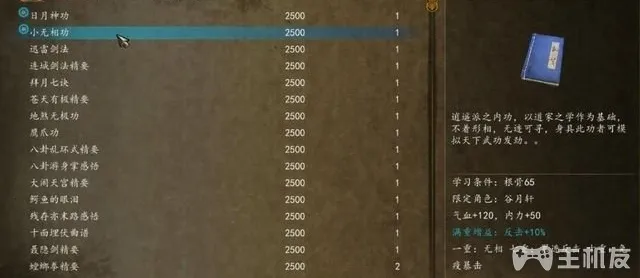 日月神功 2500 1
小无相功 2500 1
迅雷剑法 2500 1
连城剑法精要 2500 1
拜月七诀 2500 1
苍天有极精要 2500 1
地煞无极功 2500 1
鹰爪功 2500 1
八卦乱环式精要 2500 1
八卦游身掌感悟 2500 1
大闹天宫精要 2500 1
鳄鱼的眼泪 2500 1
残存亦末路感悟 2500 1
十面埋伏曲谱 2500 1
聂隐剑精要 2500 1
螳螂拳精要 2500 2
逍遥派之内功，以道家之学作为基础，
不着形相，无迹可寻，身具此功者可模
拟天下武功发劲。。
学习条件：根骨65
限定角色：谷月轩
气血+120，内力+50
满重增益：反击+10%
一重：无相
疾暮击
主机友